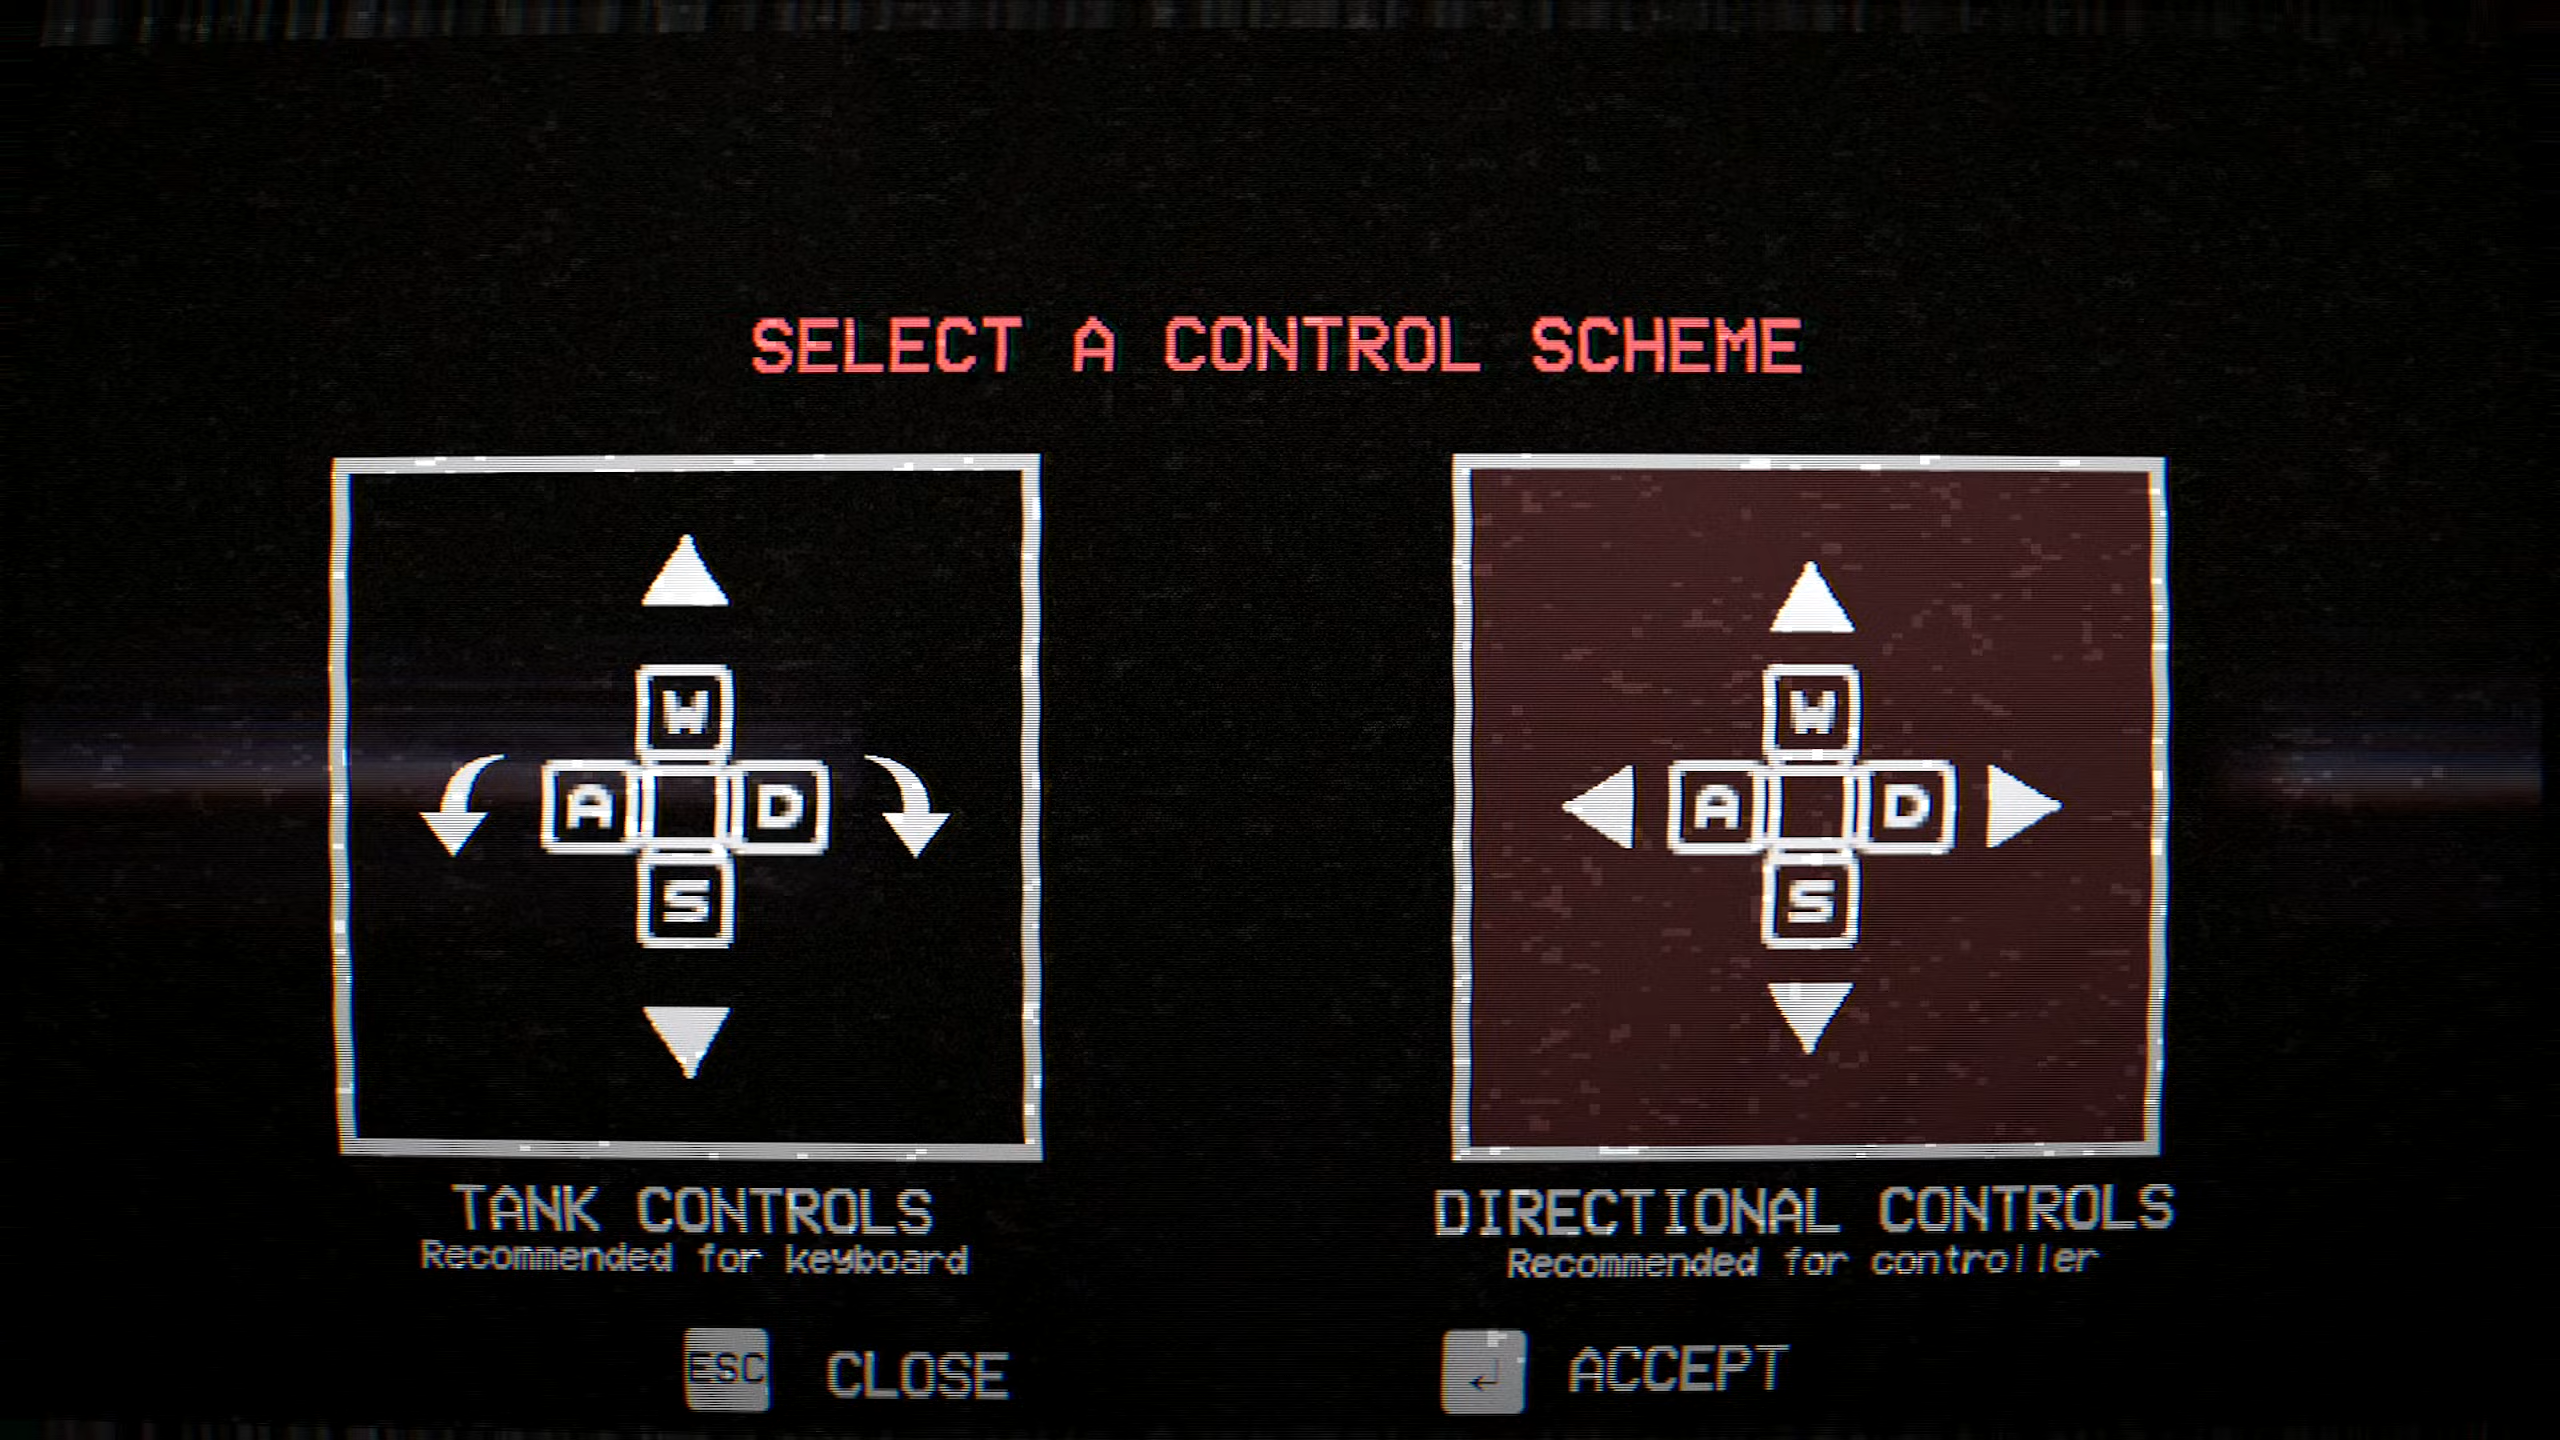 SELECT A CONTROL SCHEME
W
A D
S
W
A D
S
TANK CONTROLS
Recommended for keyboard
DIRECTIONAL CONTROLS
Recommended for controller
ESC CLOSE
↲ ACCEPT